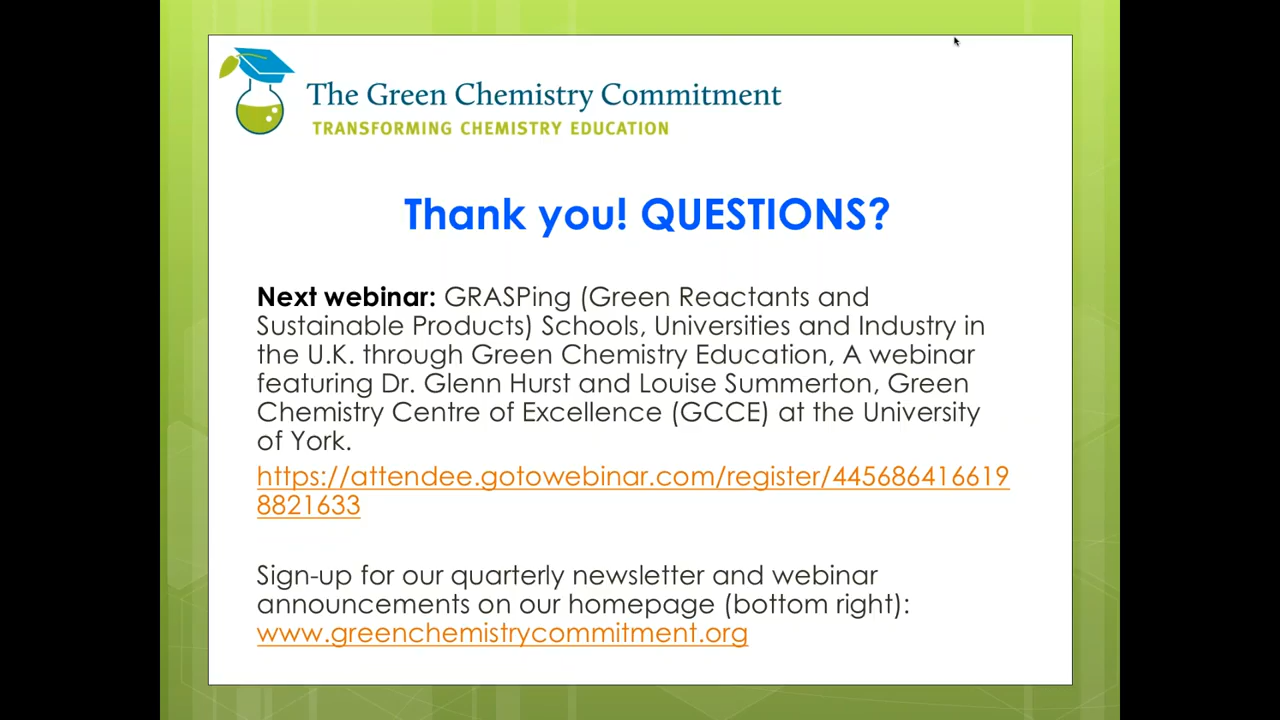 The Green Chemistry Commitment
TRANSFORMING CHEMISTRY EDUCATION
Thank you! QUESTIONS?
Next webinar: GRASPing (Green Reactants and
Sustainable Products) Schools, Universities and Industry in
the U.K. through Green Chemistry Education, A webinar
featuring Dr. Glenn Hurst and Louise Summerton, Green
Chemistry Centre of Excellence (GCCE) at the University
of York.
https://attendee.gotowebinar.com/register/445686416619
8821633
Sign-up for our quarterly newsletter and webinar
announcements on our homepage (bottom right):
www.greenchemistrycommitment.org